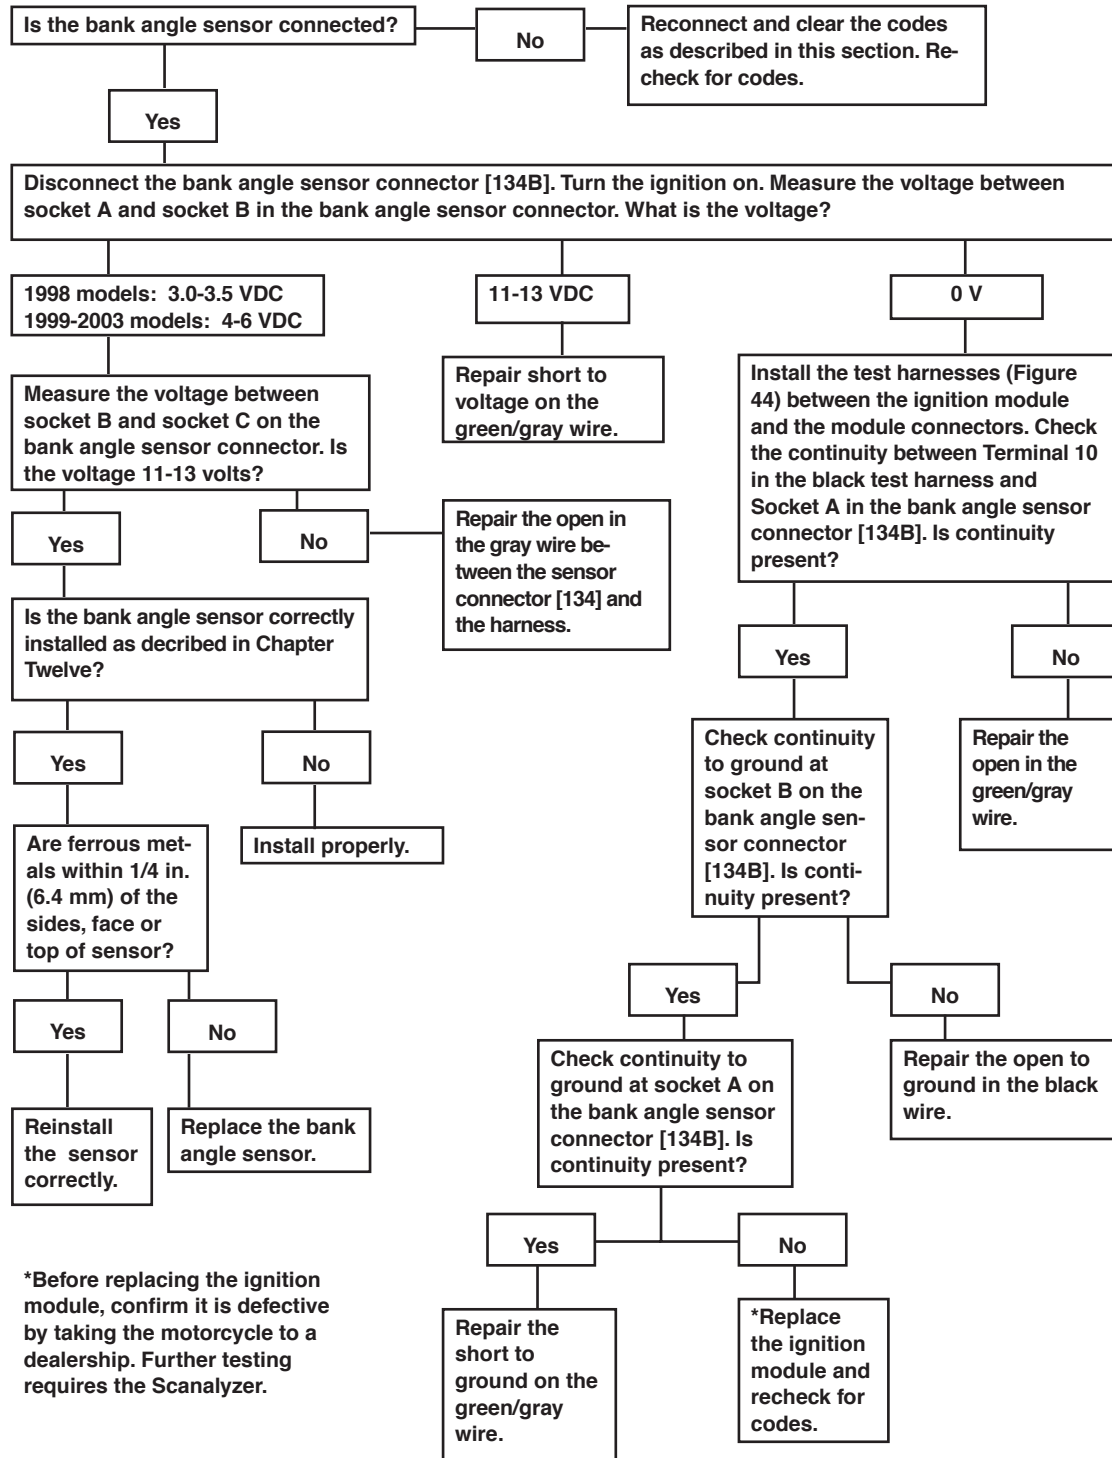 Is the bank angle sensor connected?
No
Reconnect and clear the codes
as described in this section. Re-
check for codes.
Yes
Disconnect the bank angle sensor connector [134B]. Turn the ignition on. Measure the voltage between
socket A and socket B in the bank angle sensor connector. What is the voltage?
1998 models: 3.0-3.5 VDC
1999-2003 models: 4-6 VDC
11-13 VDC
0 V
Measure the voltage between
socket B and socket C on the
bank angle sensor connector. Is
the voltage 11-13 volts?
Repair short to
voltage on the
green/gray wire.
Install the test harnesses (Figure
44) between the ignition module
and the module connectors. Check
the continuity between Terminal 10
in the black test harness and
Socket A in the bank angle sensor
connector [134B]. Is continuity
present?
Yes
No
Repair the open in
the gray wire be-
tween the sensor
connector [134] and
the harness.
Is the bank angle sensor correctly
installed as decribed in Chapter
Twelve?
Yes
No
Yes
No
Check continuity
to ground at
socket B on the
bank angle sen-
sor connector
[134B]. Is conti-
nuity present?
Repair the
open in the
green/gray
wire.
Are ferrous met-
als within 1/4 in.
(6.4 mm) of the
sides, face or
top of sensor?
Install properly.
Yes
No
Yes
No
Check continuity to
ground at socket A on
the bank angle sensor
connector [134B]. Is
continuity present?
Repair the open to
ground in the black
wire.
Reinstall
the sensor
correctly.
Replace the bank
angle sensor.
Yes
No
*Before replacing the ignition
module, confirm it is defective
by taking the motorcycle to a
dealership. Further testing
requires the Scanalyzer.
Repair the
short to
ground on the
green/gray
wire.
*Replace
the ignition
module and
recheck for
codes.